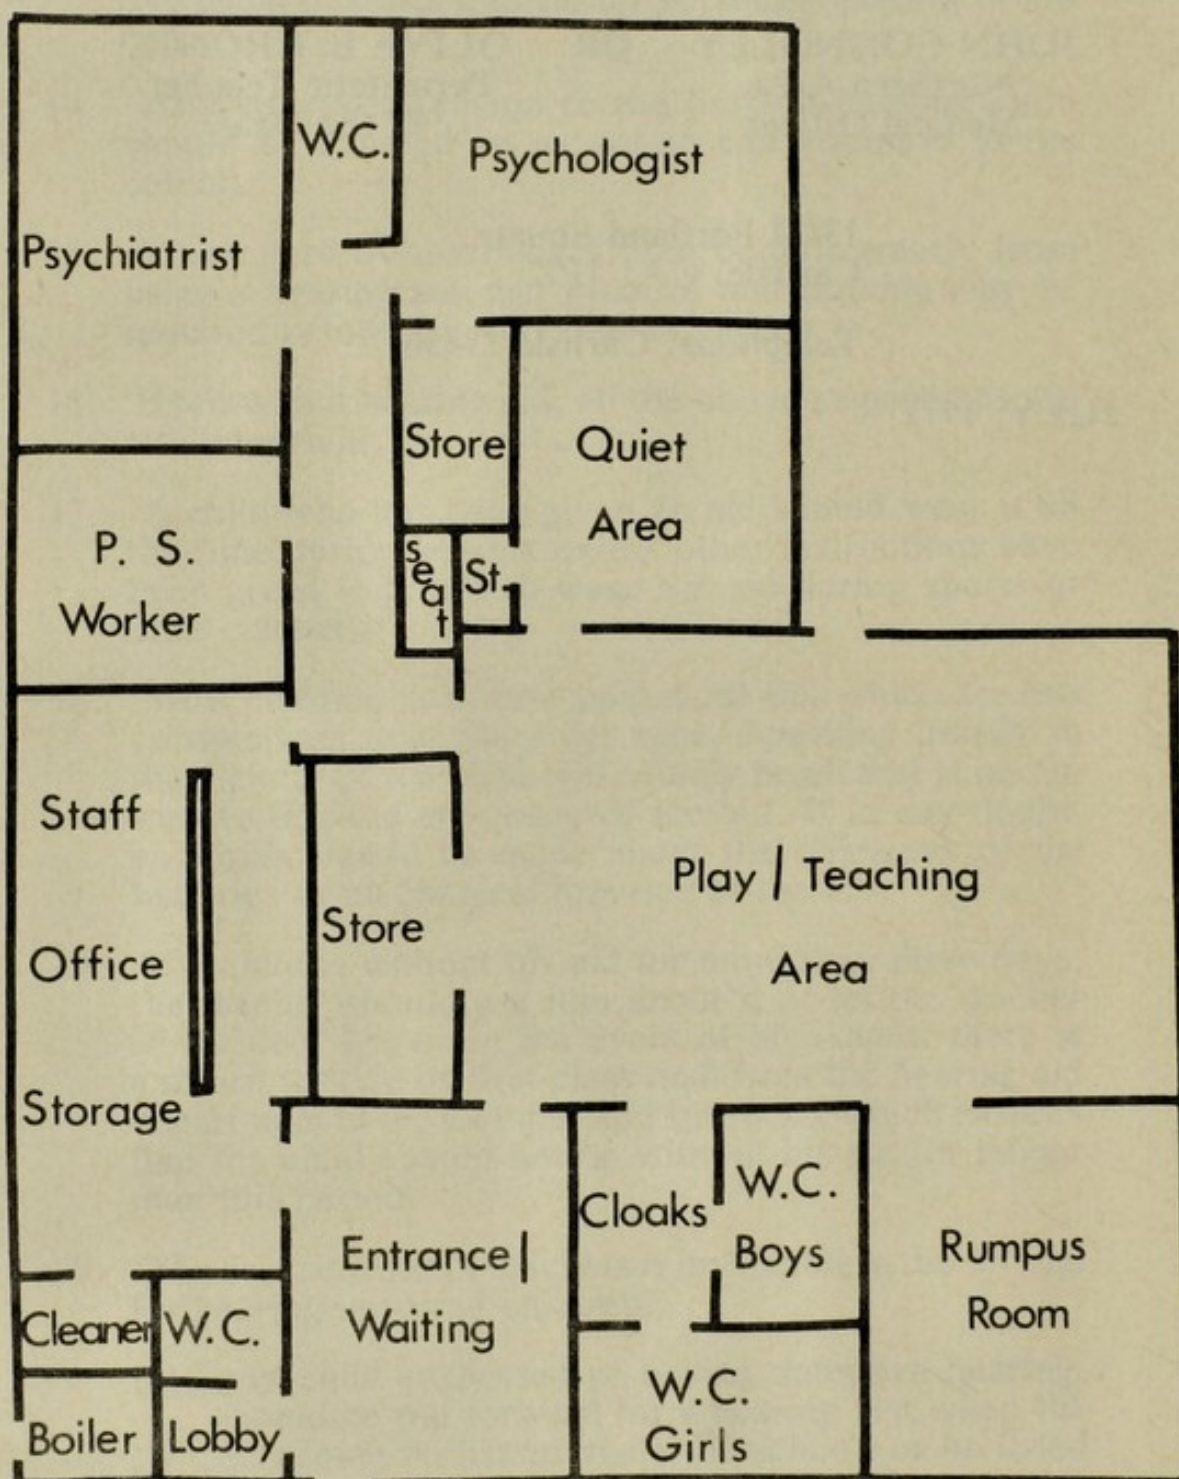 W.C.
Psychologist
Psychiatrist
Store
Quiet
Area
P. S.
Worker
seat
St.
Staff
Office
Storage
Store
Play / Teaching
Area
Cloaks
W.C.
Boys
Entrance /
Waiting
Rumpus
Room
Cleaner
W.C.
W.C.
Girls
Boiler
Lobby